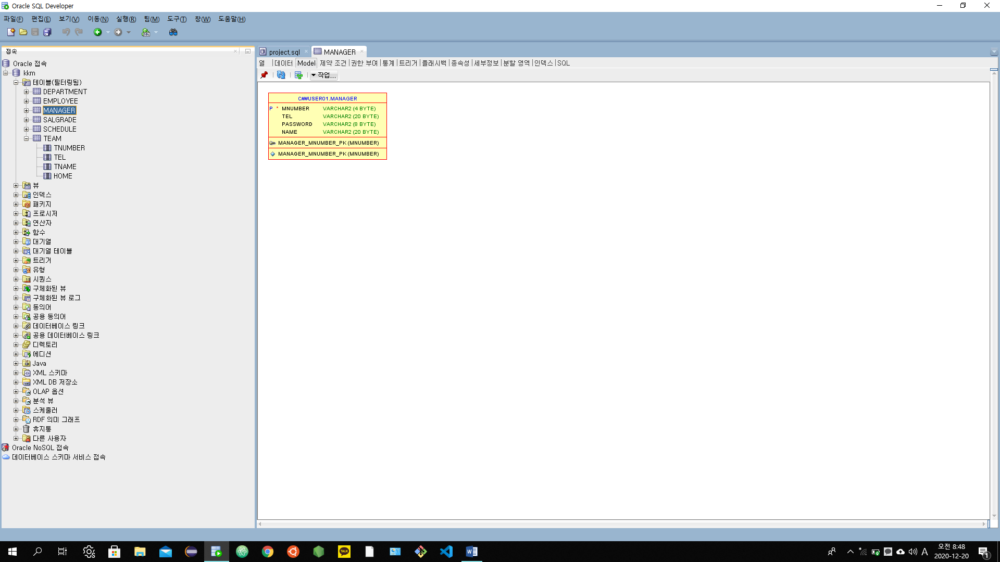 Oracle SQL Developer
파일(F) 편집(E) 보기(V) 이동(N) 실행(R) 팀(M) 도구(T) 창(W) 도움말(H)
접속
Oracle 접속
kkm
테이블(필터링됨)
DEPARTMENT
EMPLOYEE
MANAGER
SALGRADE
SCHEDULE
TEAM
TNUMBER
TEL
TNAME
HOME
뷰
인덱스
패키지
프로시저
연산자
함수
대기열
대기열 테이블
트리거
유형
시퀀스
구체화된 뷰
구체화된 뷰 로그
동의어
공용 동의어
데이터베이스 링크
공용 데이터베이스 링크
디렉토리
에디션
Java
XML 스키마
XML DB 저장소
OLAP 옵션
분석 뷰
스케줄러
RDF 의미 그래프
휴지통
다른 사용자
Oracle NoSQL 접속
데이터베이스 스키마 서비스 접속
project.sql MANAGER
열 |데이터 Model 제약 조건|권한 부여|통계|트리거|플래시백|종속성|세부정보|분할 영역|인덱스|SQL
작업...
C##USER01.MANAGER
P * MNUMBER VARCHAR2 (4 BYTE)
TEL VARCHAR2 (20 BYTE)
PASSWORD VARCHAR2 (8 BYTE)
NAME VARCHAR2 (20 BYTE)
MANAGER_MNUMBER_PK (MNUMBER)
MANAGER_MNUMBER_PK (MNUMBER)
TALK
A
오전 8:48
2020-12-20
1